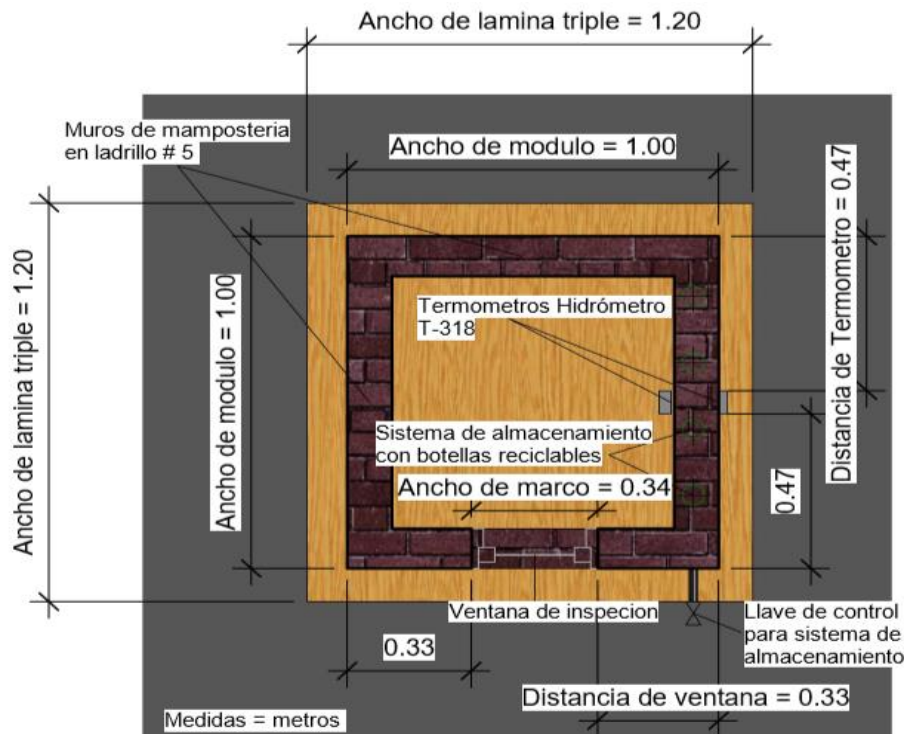 Ancho de lamina triple = 1.20
Muros de mamposteria
en ladrillo # 5
Ancho de modulo = 1.00
Distancia de Termometro = 0.47
Ancho de lamina triple = 1.20
Ancho de modulo = 1.00
Termometros Hidrómetro
T-318
Sistema de almacenamiento
con botellas reciclables
Ancho de marco = 0.34
0.47
Ventana de inspecion
Llave de control
para sistema de
almacenamiento
0.33
Distancia de ventana = 0.33
Medidas = metros